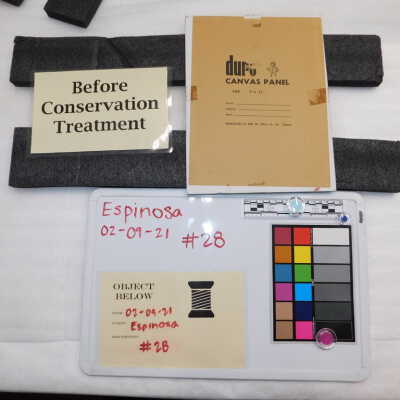 Before
Conservation
Treatment
duro
CANVAS PANEL
Espinosa
02-09-21 #28
OBJECT
BELOW
02-09-21
Espinosa
#28